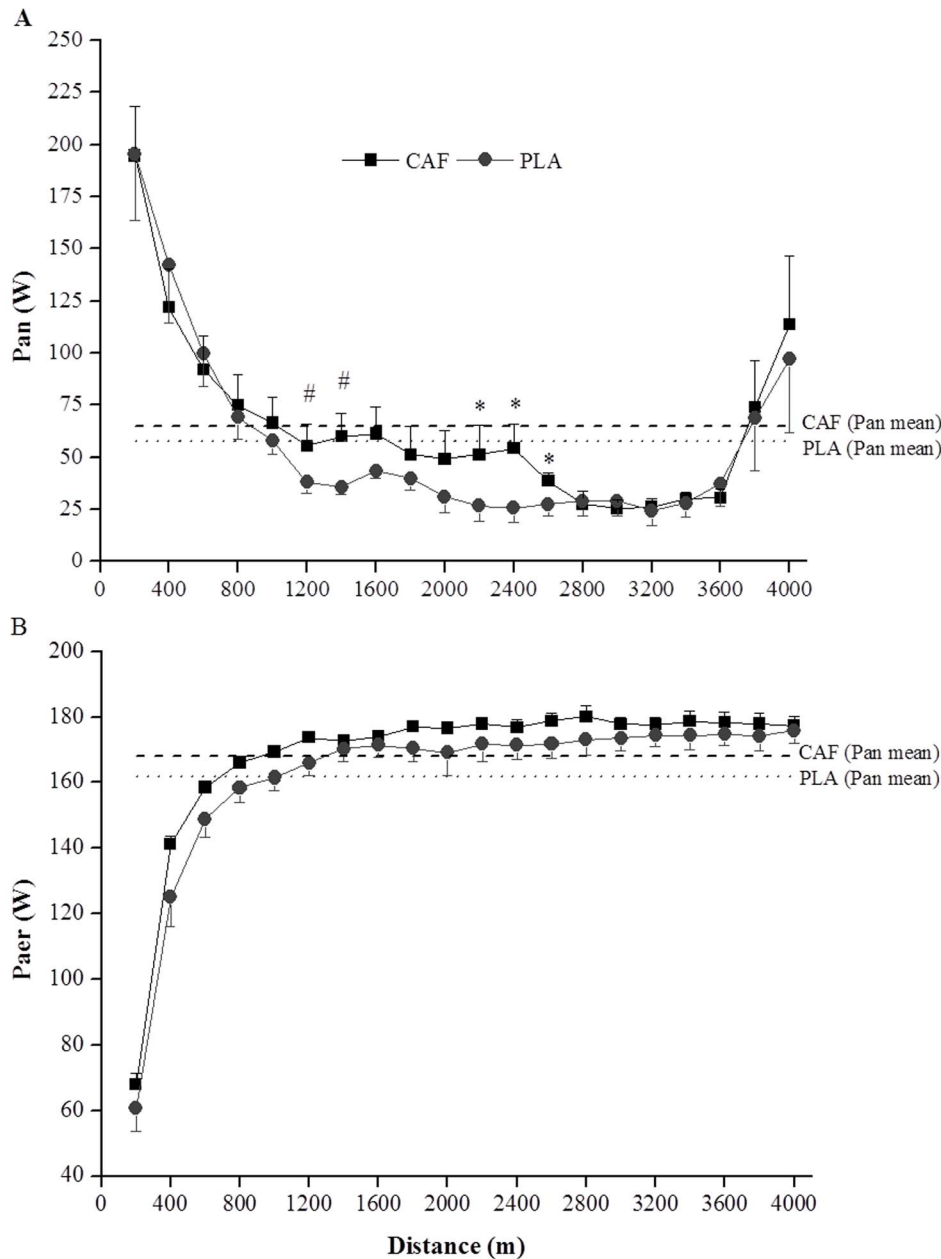 A
250
225
200
175
150
125
100
75
50
25
0
Pan (W)
CAF PLA
# # * * *
CAF (Pan mean)
PLA (Pan mean)
0 400 800 1200 1600 2000 2400 2800 3200 3600 4000
B
200
180
160
140
120
100
80
60
40
Paer (W)
CAF (Pan mean)
PLA (Pan mean)
0 400 800 1200 1600 2000 2400 2800 3200 3600 4000
Distance (m)